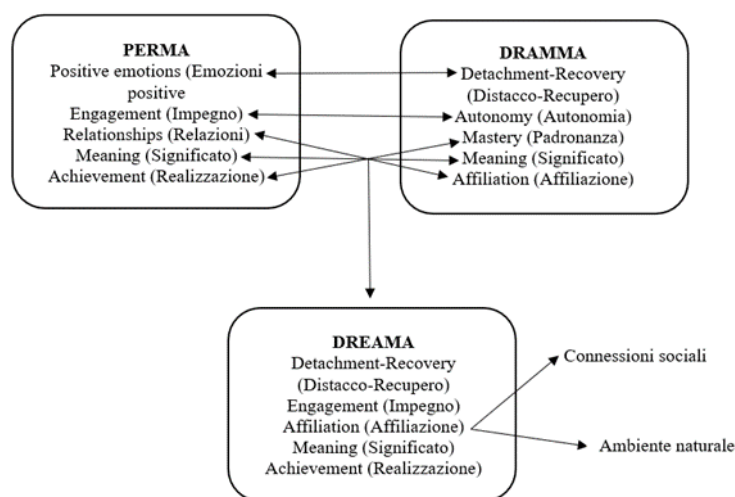 PERMA
Positive emotions (Emozioni
positive
Engagement (Impegno)
Relationships (Relazioni)
Meaning (Significato)
Achievement (Realizzazione)
DRAMMA
Detachment-Recovery
(Distacco-Recupero)
Autonomy (Autonomia)
Mastery (Padronanza)
Meaning (Significato)
Affiliation (Affiliazione)
DREAMA
Detachment-Recovery
(Distacco-Recupero)
Engagement (Impegno)
Affiliation (Affiliazione)
Meaning (Significato)
Achievement (Realizzazione)
Connessioni sociali
Ambiente naturale